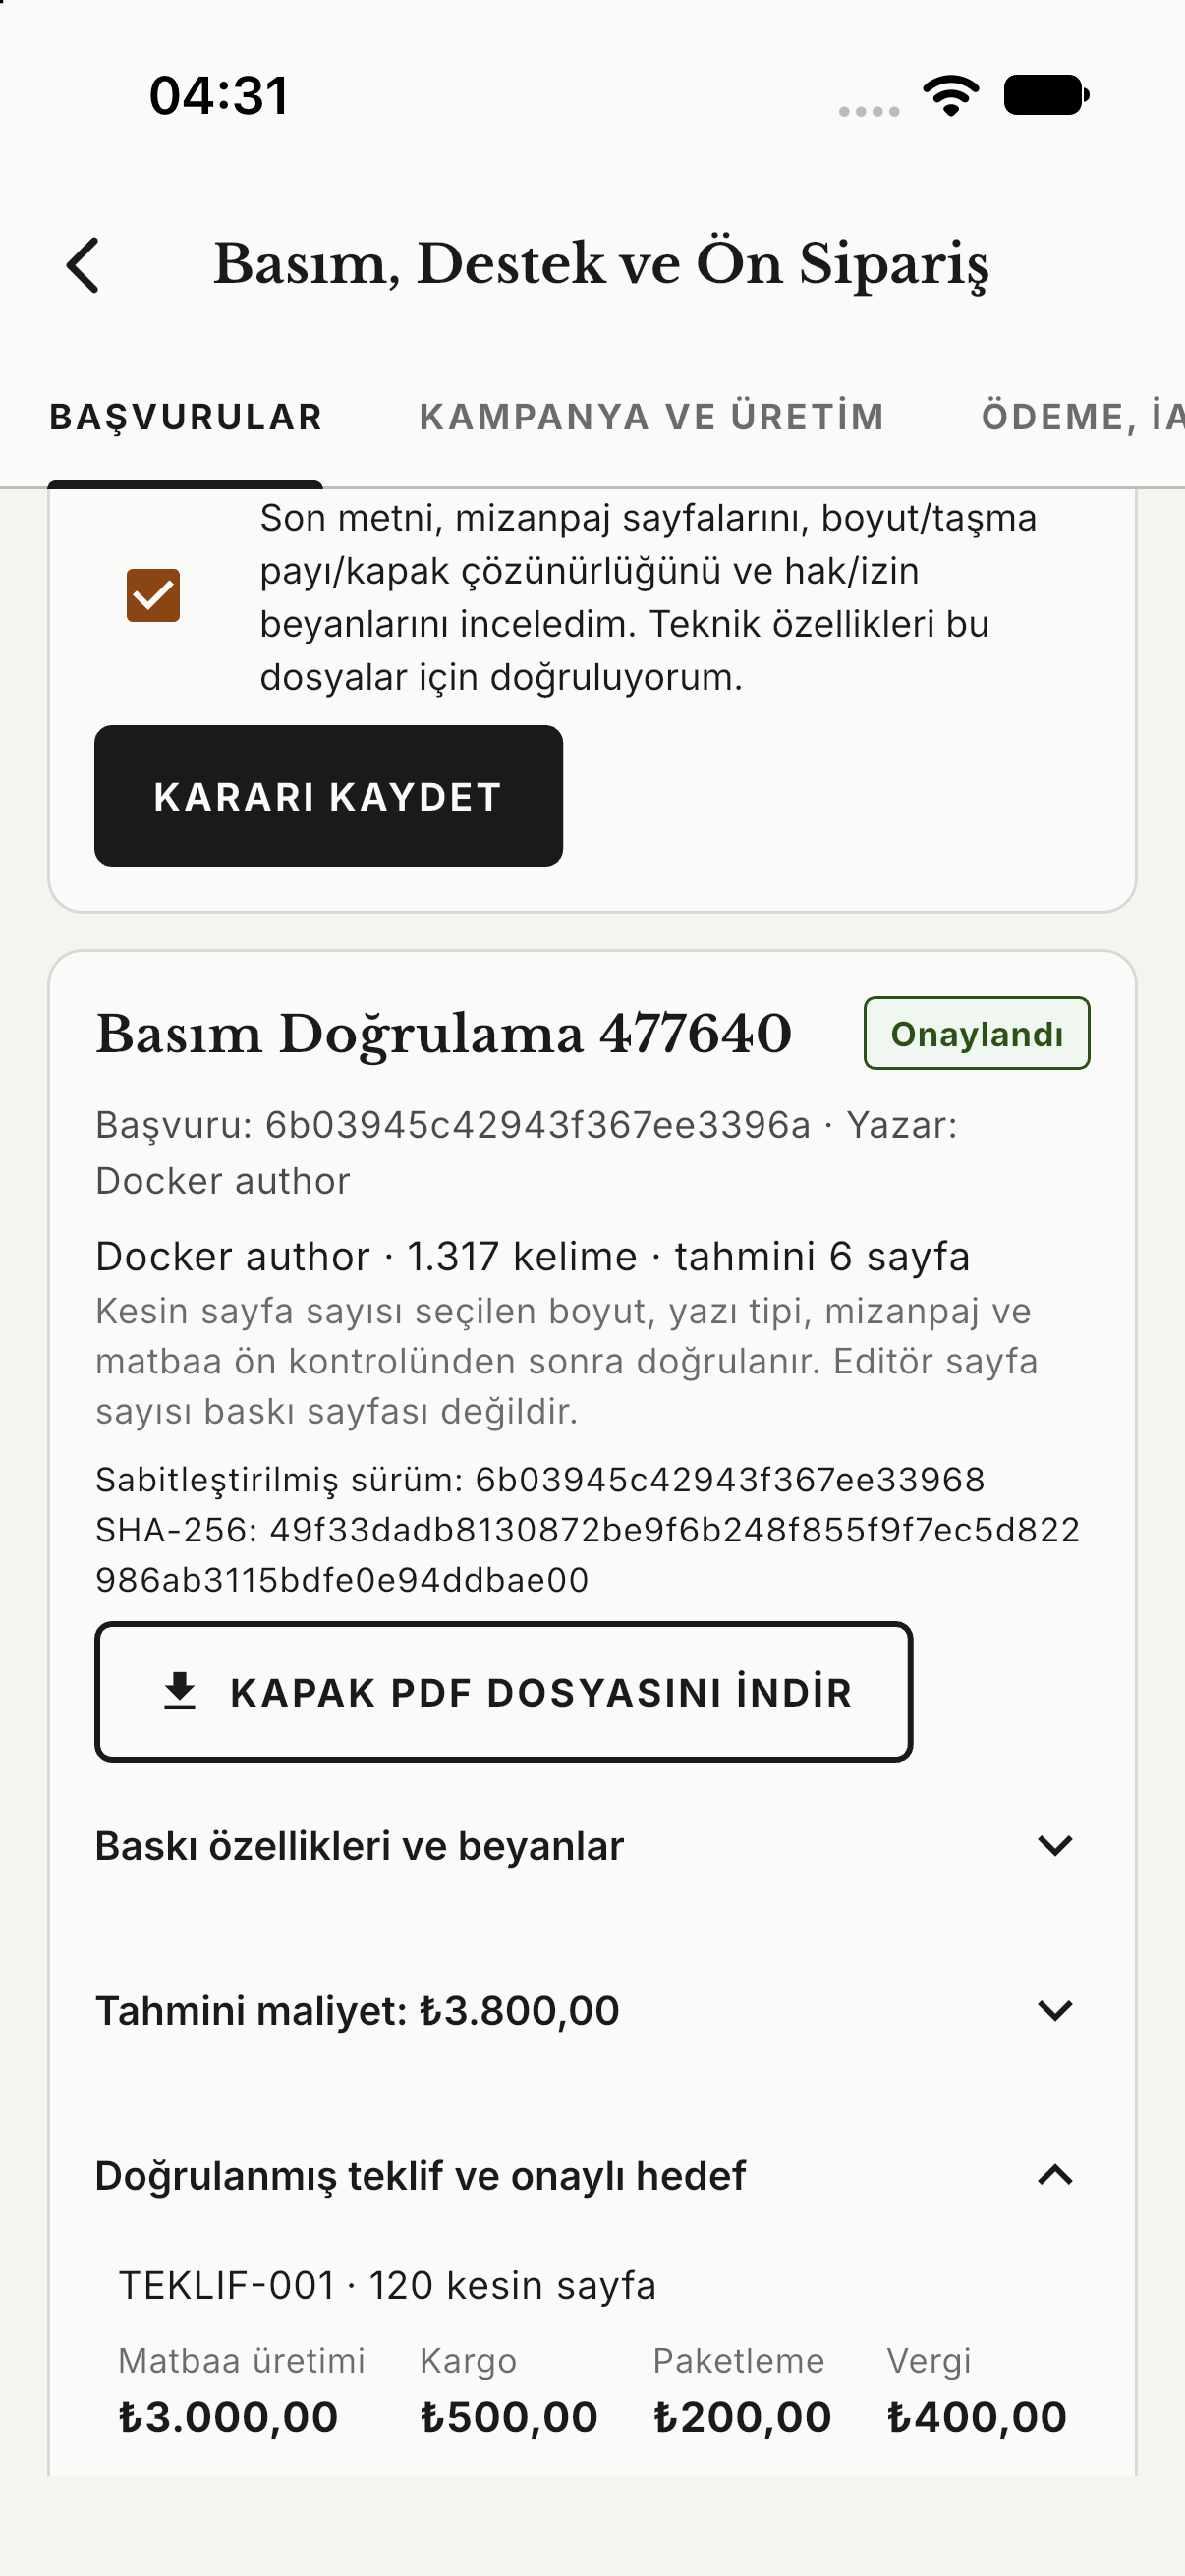 04:31
Basım, Destek ve Ön Sipariş
BAŞVURULAR
KAMPANYA VE ÜRETİM
ÖDEME, İA
Son metni, mizanpaj sayfalarını, boyut/taşma
payı/kapak çözünürlüğünü ve hak/izin
beyanlarını inceledim. Teknik özellikleri bu
dosyalar için doğruluyorum.
KARARI KAYDET
Basım Doğrulama 477640
Onaylandı
Başvuru: 6b03945c42943f367ee3396a · Yazar:
Docker author
Docker author · 1.317 kelime · tahmini 6 sayfa
Kesin sayfa sayısı seçilen boyut, yazı tipi, mizanpaj ve
matbaa ön kontrolünden sonra doğrulanır. Editör sayfa
sayısı baskı sayfası değildir.
Sabitleştirilmiş sürüm: 6b03945c42943f367ee33968
SHA-256: 49f33dadb8130872be9f6b248f855f9f7ec5d822
986ab3115bdfe0e94ddbae00
KAPAK PDF DOSYASINI İNDİR
Baskı özellikleri ve beyanlar
Tahmini maliyet: ₺3.800,00
Doğrulanmış teklif ve onaylı hedef
TEKLIF-001 · 120 kesin sayfa
Matbaa üretimi Kargo Paketleme Vergi
₺3.000,00 ₺500,00 ₺200,00 ₺400,00